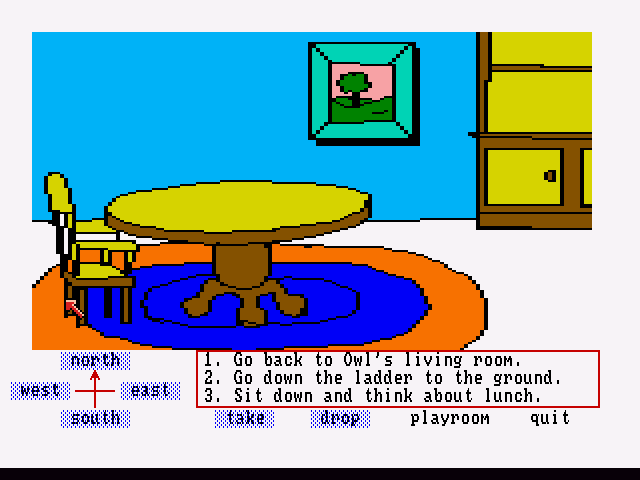 north
west east
south
1. Go back to Owl's living room.
2. Go down the ladder to the ground.
3. Sit down and think about lunch.
take drop playroom quit